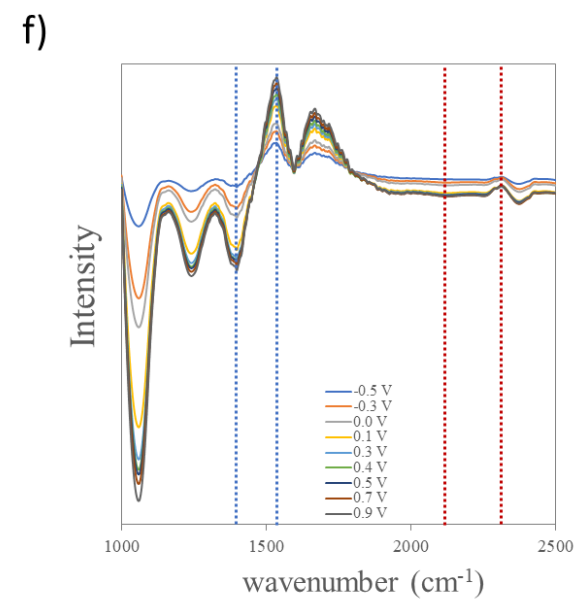 f)
Intensity
-0.5 V
-0.3 V
0.0 V
0.1 V
0.3 V
0.4 V
0.5 V
0.7 V
0.9 V
1000 1500 2000 2500
wavenumber (cm⁻¹)